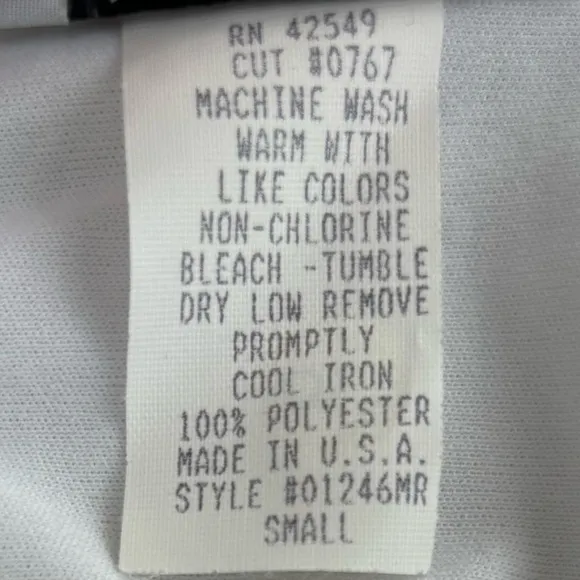 RN 42549
CUT #0767
MACHINE WASH
WARM WITH
LIKE COLORS
NON-CHLORINE
BLEACH -TUMBLE
DRY LOW REMOVE
PROMPTLY
COOL IRON
100% POLYESTER
MADE IN U.S.A.
STYLE #01246MR
SMALL